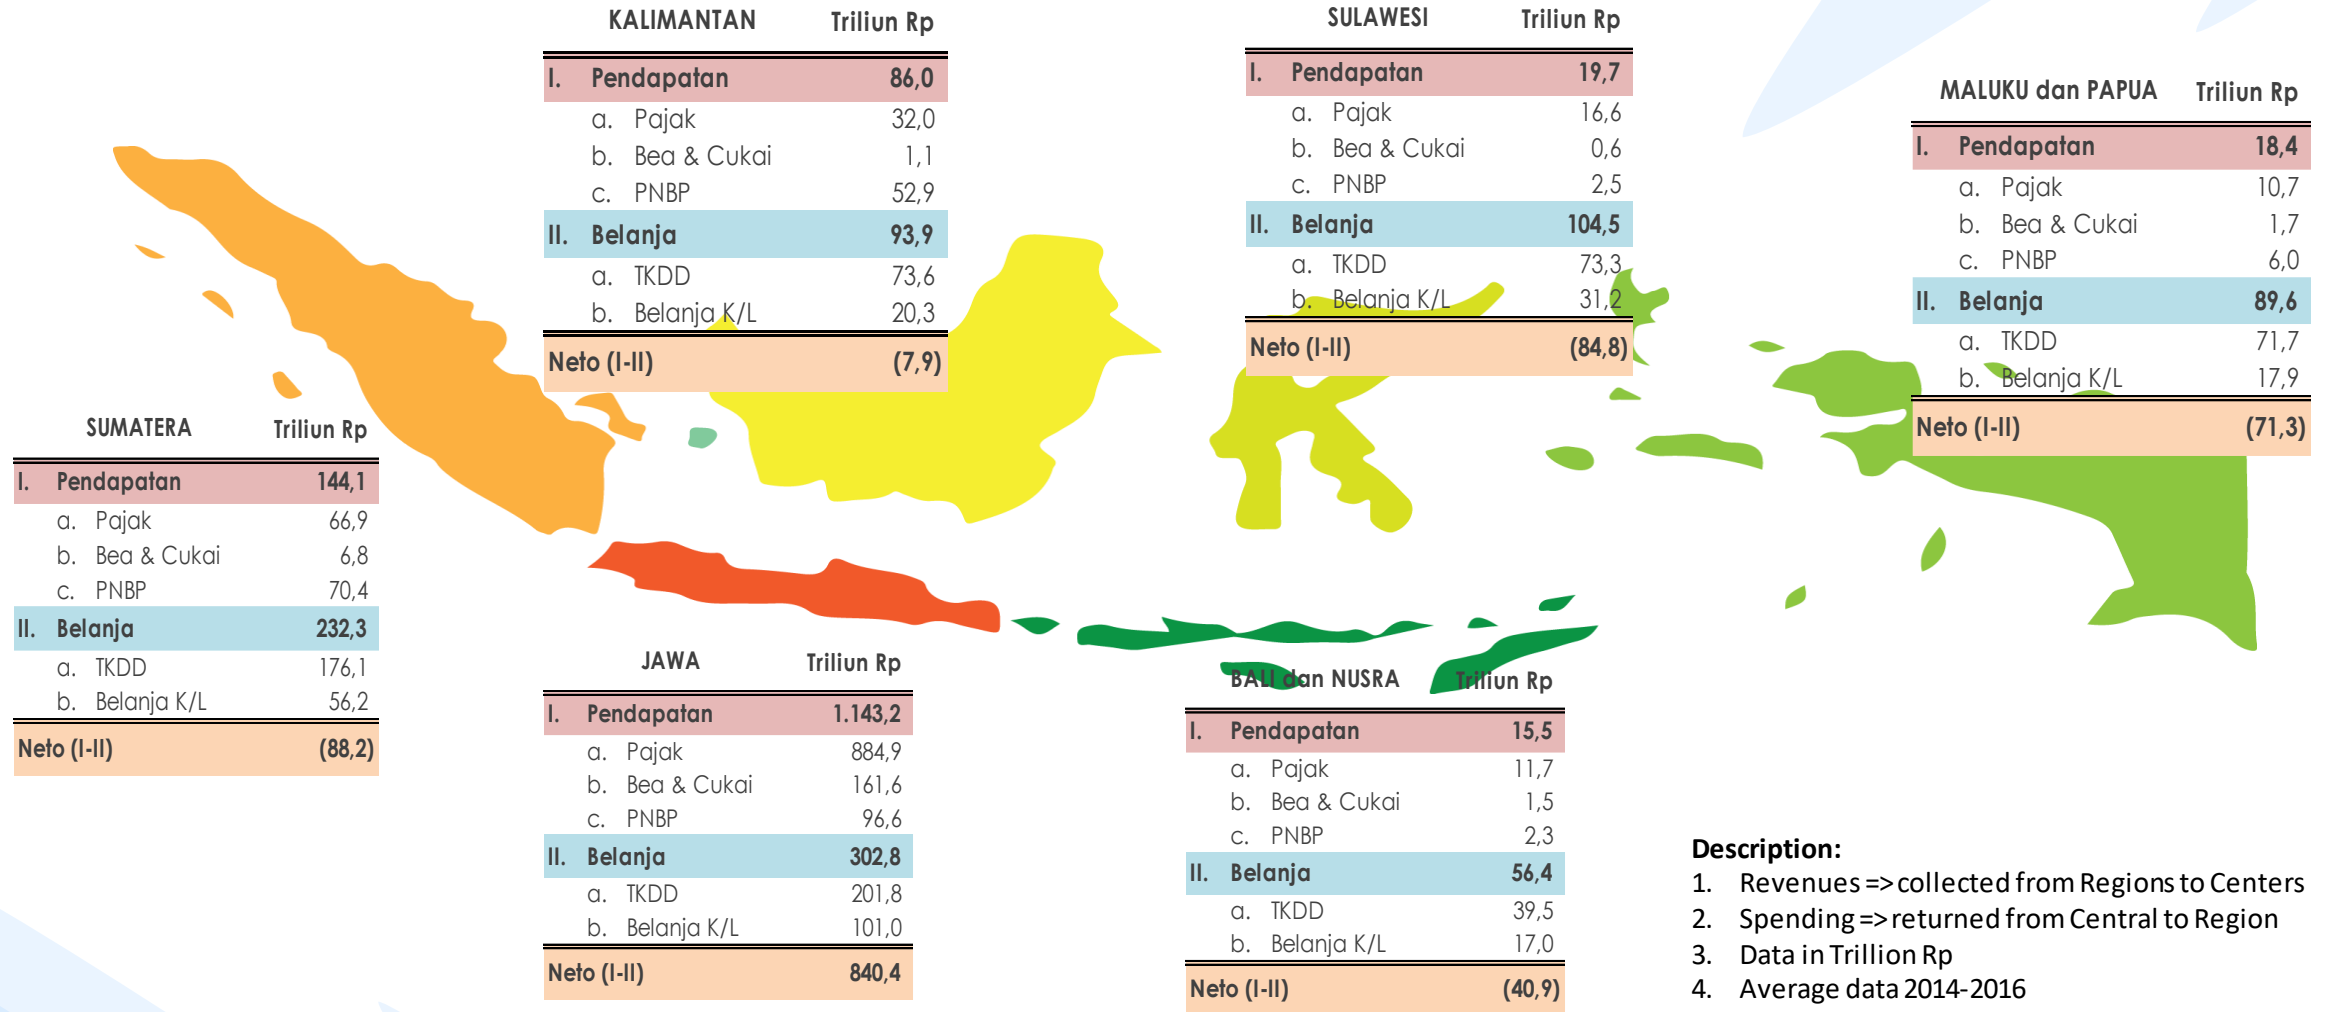 KALIMANTAN Triliun Rp
I. Pendapatan 86,0
a. Pajak 32,0
b. Bea & Cukai 1,1
c. PNBP 52,9
II. Belanja 93,9
a. TKDD 73,6
b. Belanja K/L 20,3
Neto (I-II) (7,9)
SULAWESI Triliun Rp
I. Pendapatan 19,7
a. Pajak 16,6
b. Bea & Cukai 0,6
c. PNBP 2,5
II. Belanja 104,5
a. TKDD 73,3
b. Belanja K/L 31,2
Neto (I-II) (84,8)
MALUKU dan PAPUA Triliun Rp
I. Pendapatan 18,4
a. Pajak 10,7
b. Bea & Cukai 1,7
c. PNBP 6,0
II. Belanja 89,6
a. TKDD 71,7
b. Belanja K/L 17,9
Neto (I-II) (71,3)
SUMATERA Triliun Rp
I. Pendapatan 144,1
a. Pajak 66,9
b. Bea & Cukai 6,8
c. PNBP 70,4
II. Belanja 232,3
a. TKDD 176,1
b. Belanja K/L 56,2
Neto (I-II) (88,2)
JAWA Triliun Rp
I. Pendapatan 1.143,2
a. Pajak 884,9
b. Bea & Cukai 161,6
c. PNBP 96,6
II. Belanja 302,8
a. TKDD 201,8
b. Belanja K/L 101,0
Neto (I-II) 840,4
BALI dan NUSRA Triliun Rp
I. Pendapatan 15,5
a. Pajak 11,7
b. Bea & Cukai 1,5
c. PNBP 2,3
II. Belanja 56,4
a. TKDD 39,5
b. Belanja K/L 17,0
Neto (I-II) (40,9)
Description:
1. Revenues => collected from Regions to Centers
2. Spending => returned from Central to Region
3. Data in Trillion Rp
4. Average data 2014-2016